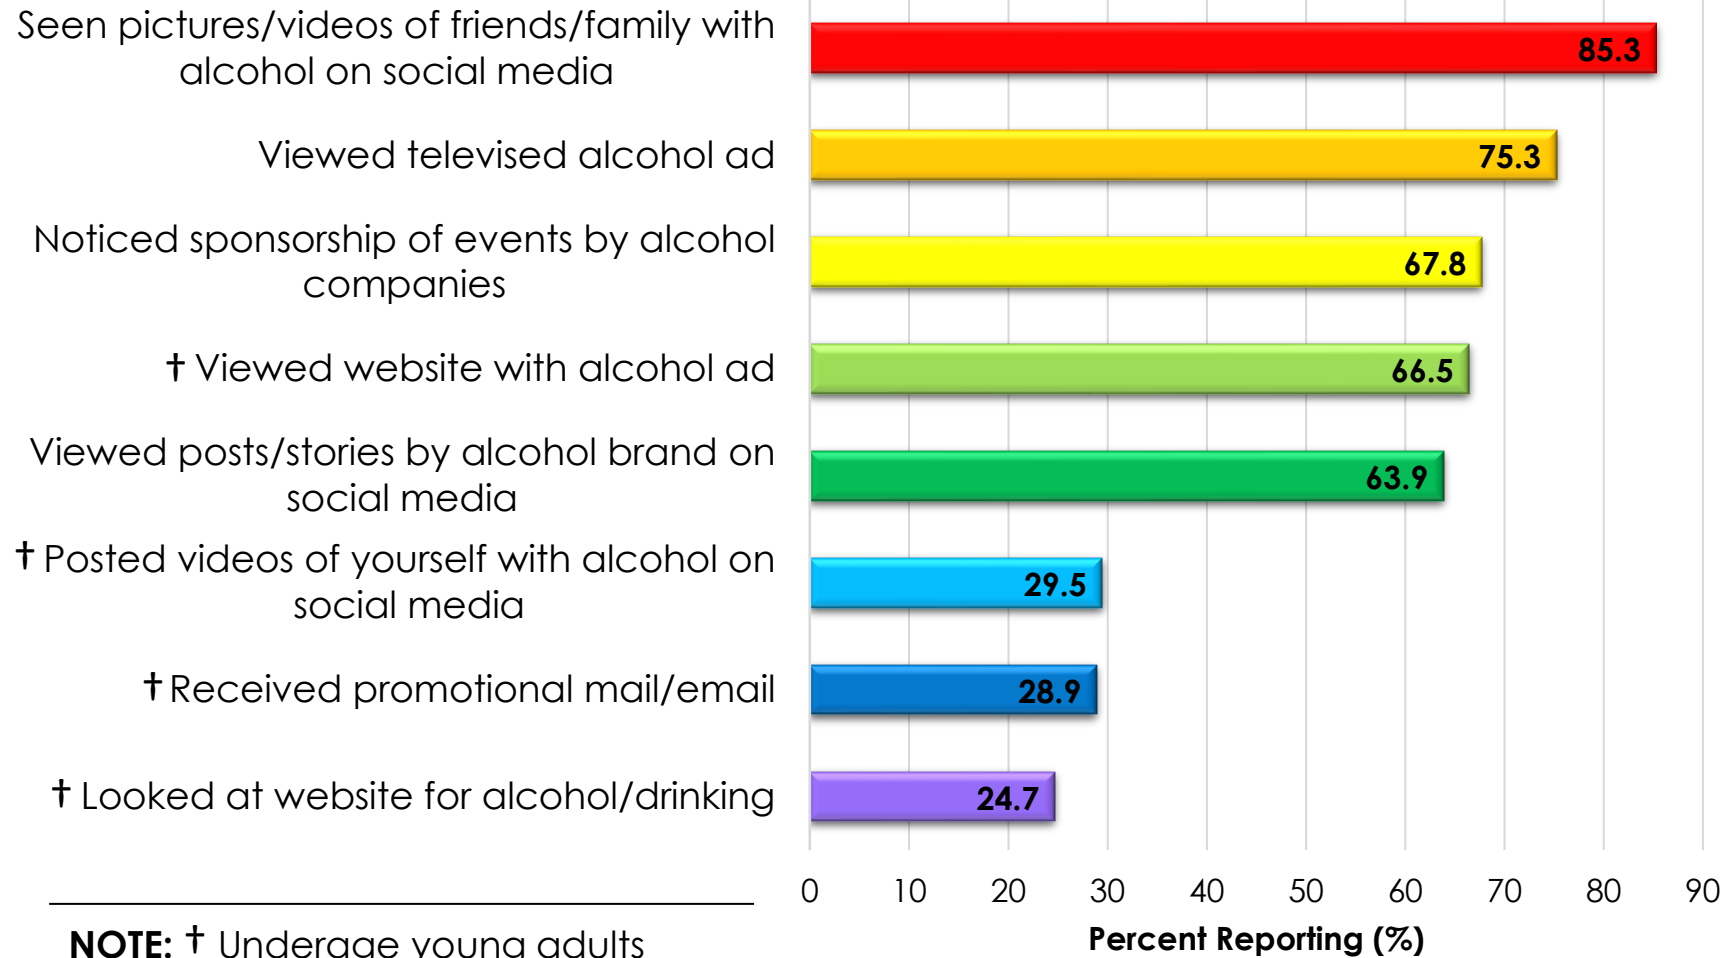 Seen pictures/videos of friends/family with
alcohol on social media
85.3
Viewed televised alcohol ad
75.3
Noticed sponsorship of events by alcohol
companies
67.8
† Viewed website with alcohol ad
66.5
Viewed posts/stories by alcohol brand on
social media
63.9
† Posted videos of yourself with alcohol on
social media
29.5
† Received promotional mail/email
28.9
† Looked at website for alcohol/drinking
24.7
0 10 20 30 40 50 60 70 80 90
Percent Reporting (%)
NOTE: † Underage young adults